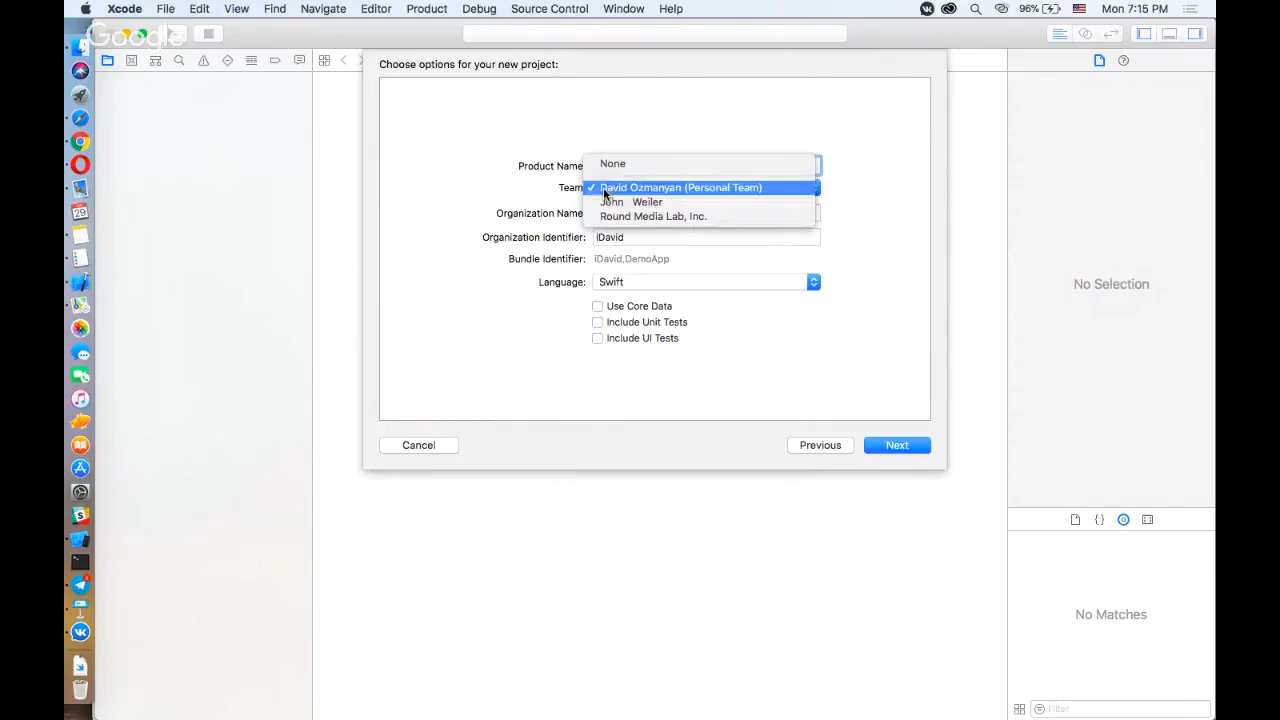 Xcode File Edit View Find Navigate Editor Product Debug Source Control Window Help 96% Mon 7:15 PM
Google
Choose options for your new project:
Product Name
None
Team
David Ozmanyan (Personal Team)
John Weiler
Organization Name
Round Media Lab, Inc.
Organization Identifier: iDavid
Bundle Identifier: iDavid.DemoApp
Language: Swift
Use Core Data
Include Unit Tests
Include UI Tests
Cancel Previous Next
No Selection
No Matches
Filter